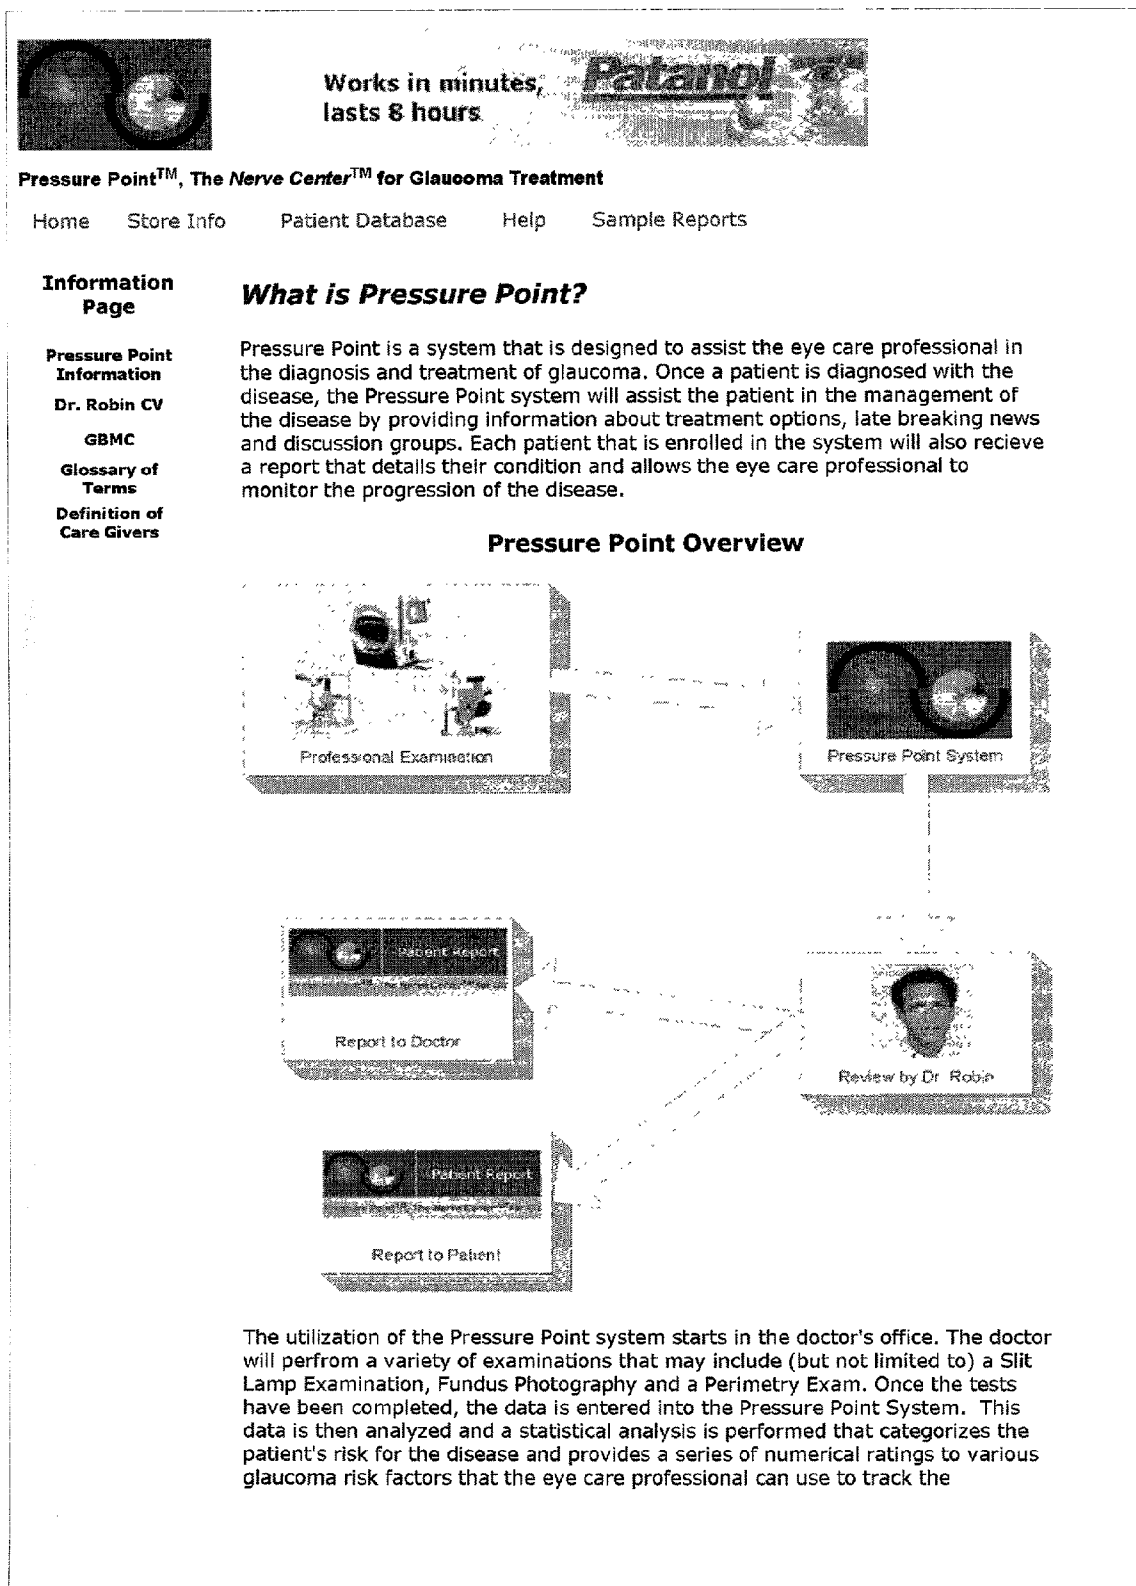 Works in minutes,
lasts 8 hours
Patanol
Pressure Point™, The Nerve Center™ for Glaucoma Treatment
Home Store Info Patient Database Help Sample Reports
Information
Page
Pressure Point
Information
Dr. Robin CV
GBMC
Glossary of
Terms
Definition of
Care Givers
What is Pressure Point?
Pressure Point is a system that is designed to assist the eye care professional in
the diagnosis and treatment of glaucoma. Once a patient is diagnosed with the
disease, the Pressure Point system will assist the patient in the management of
the disease by providing information about treatment options, late breaking news
and discussion groups. Each patient that is enrolled in the system will also recieve
a report that details their condition and allows the eye care professional to
monitor the progression of the disease.
Pressure Point Overview
Professional Examination
Pressure Point System
Patient Report
Report to Doctor
Review by Dr Robin
Patient Report
Report to Patient
The utilization of the Pressure Point system starts in the doctor's office. The doctor
will perfrom a variety of examinations that may include (but not limited to) a Slit
Lamp Examination, Fundus Photography and a Perimetry Exam. Once the tests
have been completed, the data is entered into the Pressure Point System. This
data is then analyzed and a statistical analysis is performed that categorizes the
patient's risk for the disease and provides a series of numerical ratings to various
glaucoma risk factors that the eye care professional can use to track the